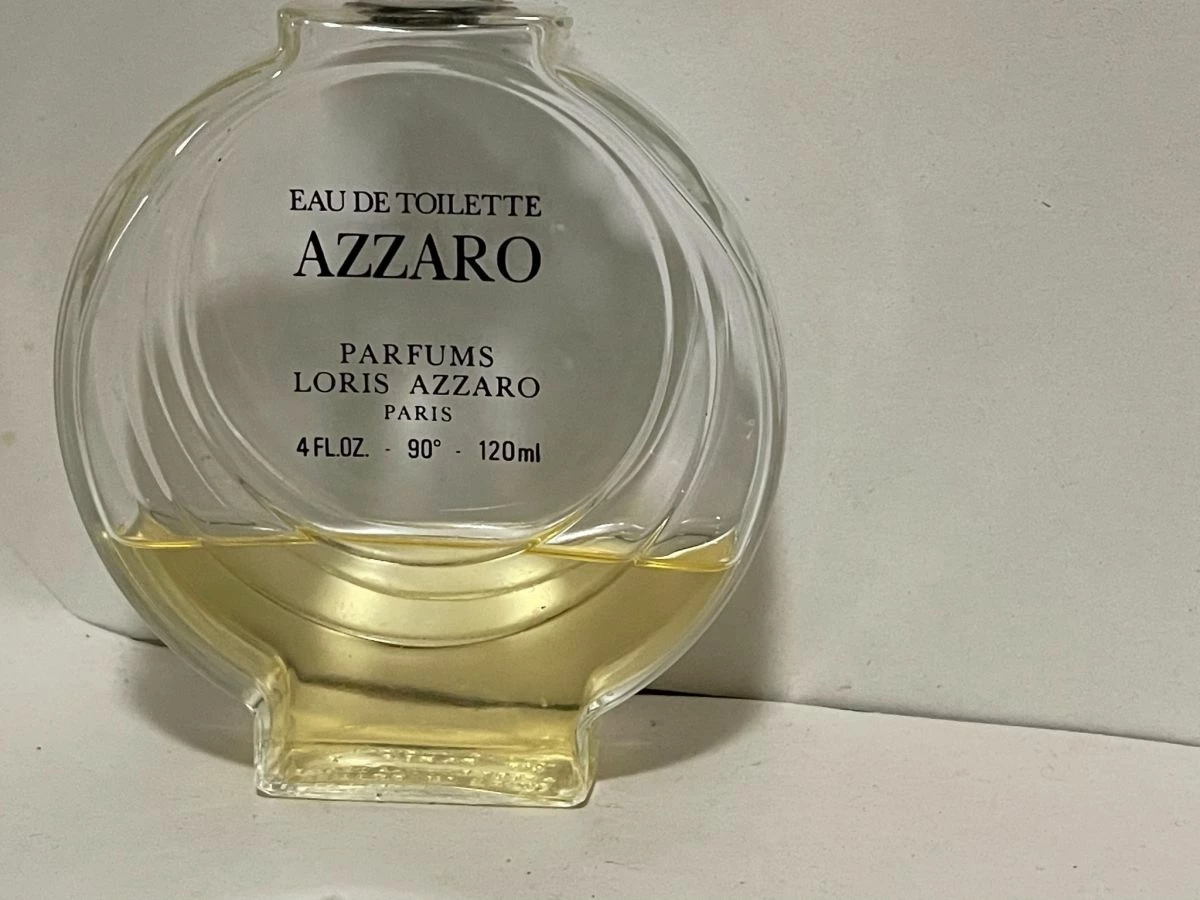 EAU DE TOILETTE
AZZARO
PARFUMS
LORIS AZZARO
PARIS
4 FL.OZ. - 90° - 120ml